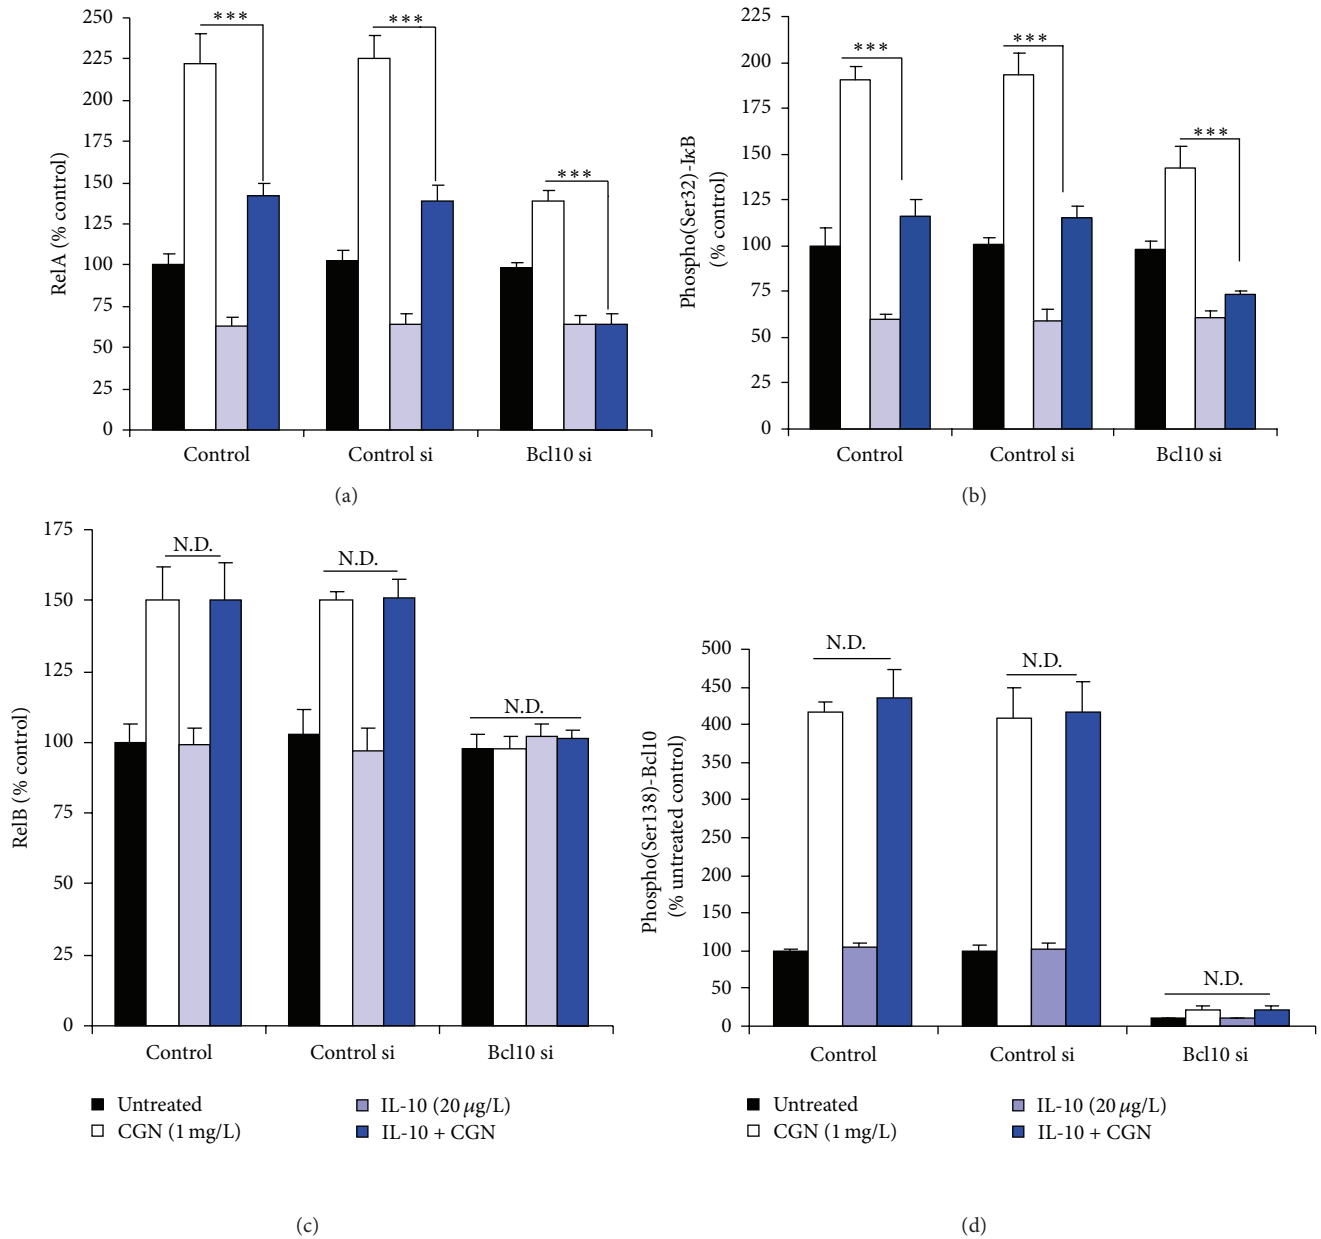 RelA (% control)
250
225
200
175
150
125
100
75
50
25
0
***
***
***
Control
Control si
Bcl10 si
(a)
Phospho(Ser32)-IκB
(% control)
225
200
175
150
125
100
75
50
25
0
***
***
***
Control
Control si
Bcl10 si
(b)
RelB (% control)
175
150
125
100
75
50
25
0
N.D.
N.D.
N.D.
Control
Control si
Bcl10 si
Untreated
CGN (1 mg/L)
IL-10 (20 μg/L)
IL-10 + CGN
(c)
Phospho(Ser138)-Bcl10
(% untreated control)
500
450
400
350
300
250
200
150
100
50
0
N.D.
N.D.
N.D.
Control
Control si
Bcl10 si
Untreated
CGN (1 mg/L)
IL-10 (20 μg/L)
IL-10 + CGN
(d)